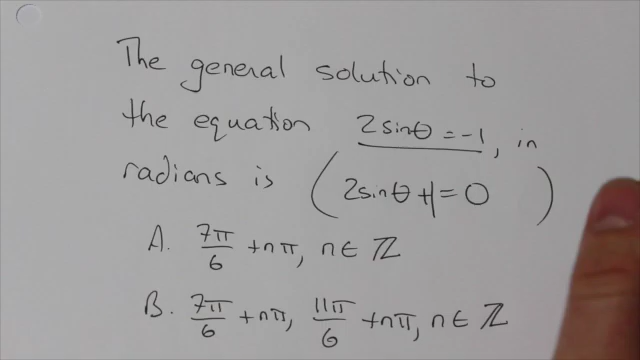 The general solution to
the equation 2sinθ = -1, in
radians is (2sinθ + 1 = 0)
A. 7π/6 + nπ, n ∈ ℤ
B. 7π/6 + nπ, 11π/6 + nπ, n ∈ ℤ